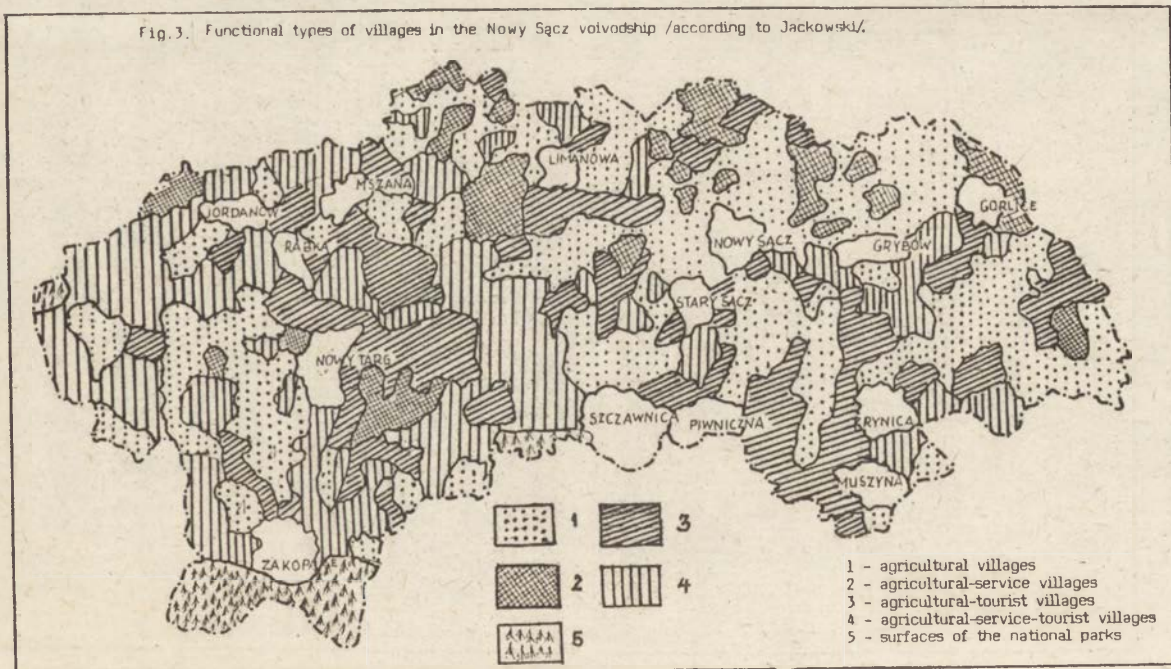 Fig.3. Functional types of villages in the Nowy Sącz voivodship /according to Jackowski/.
LIMANOWA
MSZANA
JORDANÓW
GORLICE
RABKA
NOWY SĄCZ
GRYBÓW
STARY SĄCZ
NOWY TARG
SZCZAWNICA
PIWNICZNA
KRYNICA
MUSZYNA
ZAKOPA
1
3
2
4
5
1 - agricultural villages
2 - agricultural-service villages
3 - agricultural-tourist villages
4 - agricultural-service-tourist villages
5 - surfaces of the national parks